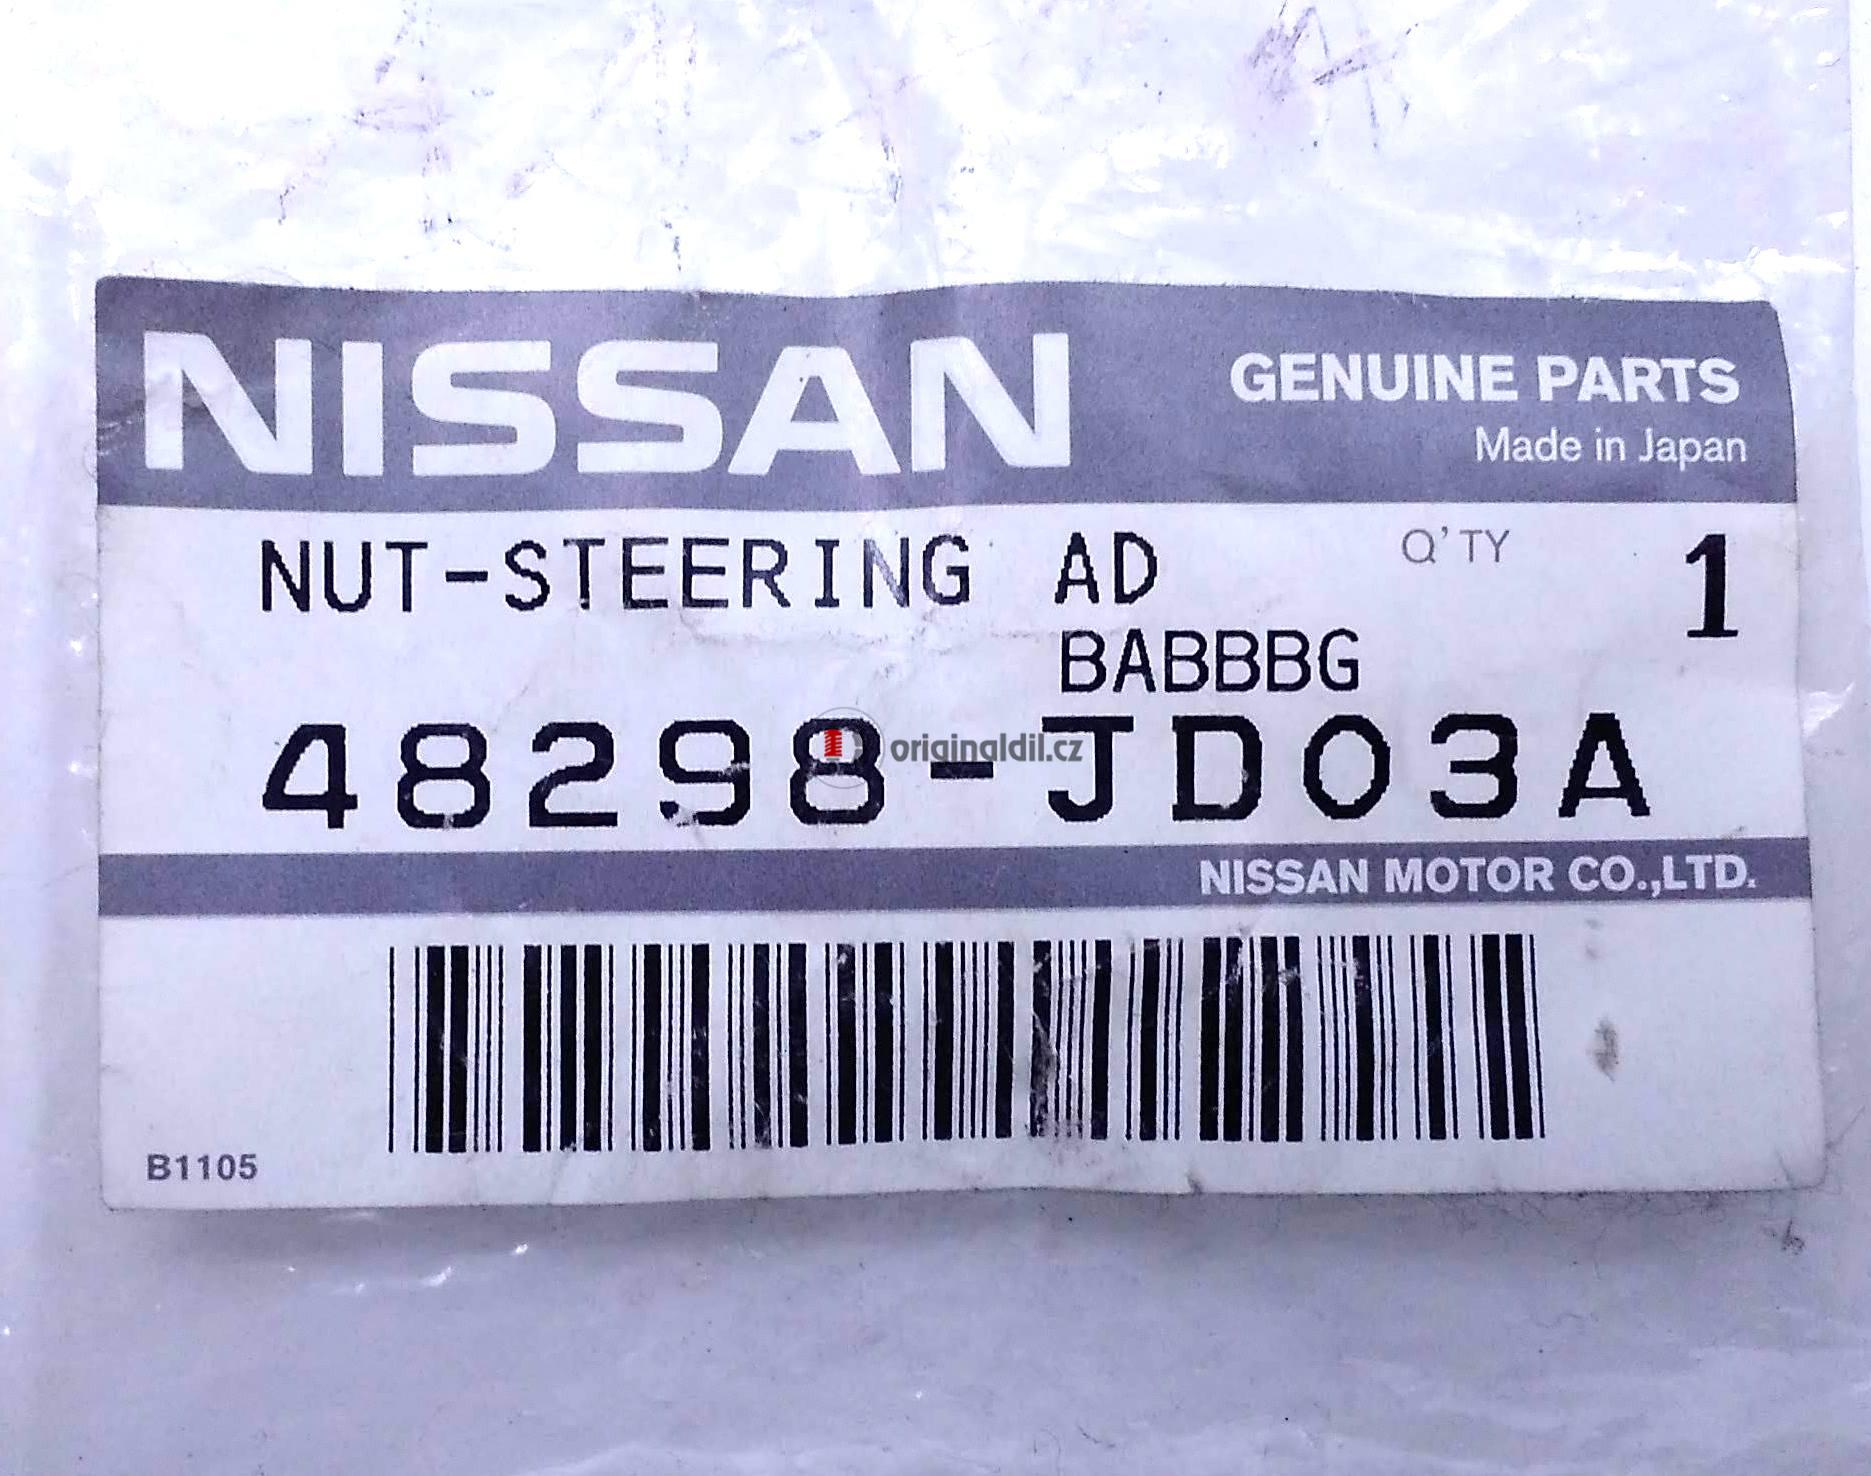 NISSAN
GENUINE PARTS
Made in Japan
NUT-STEERING AD
Q'TY 1
BABBBG
48298-JD03A
originaldil.cz
NISSAN MOTOR CO.,LTD.
B1105